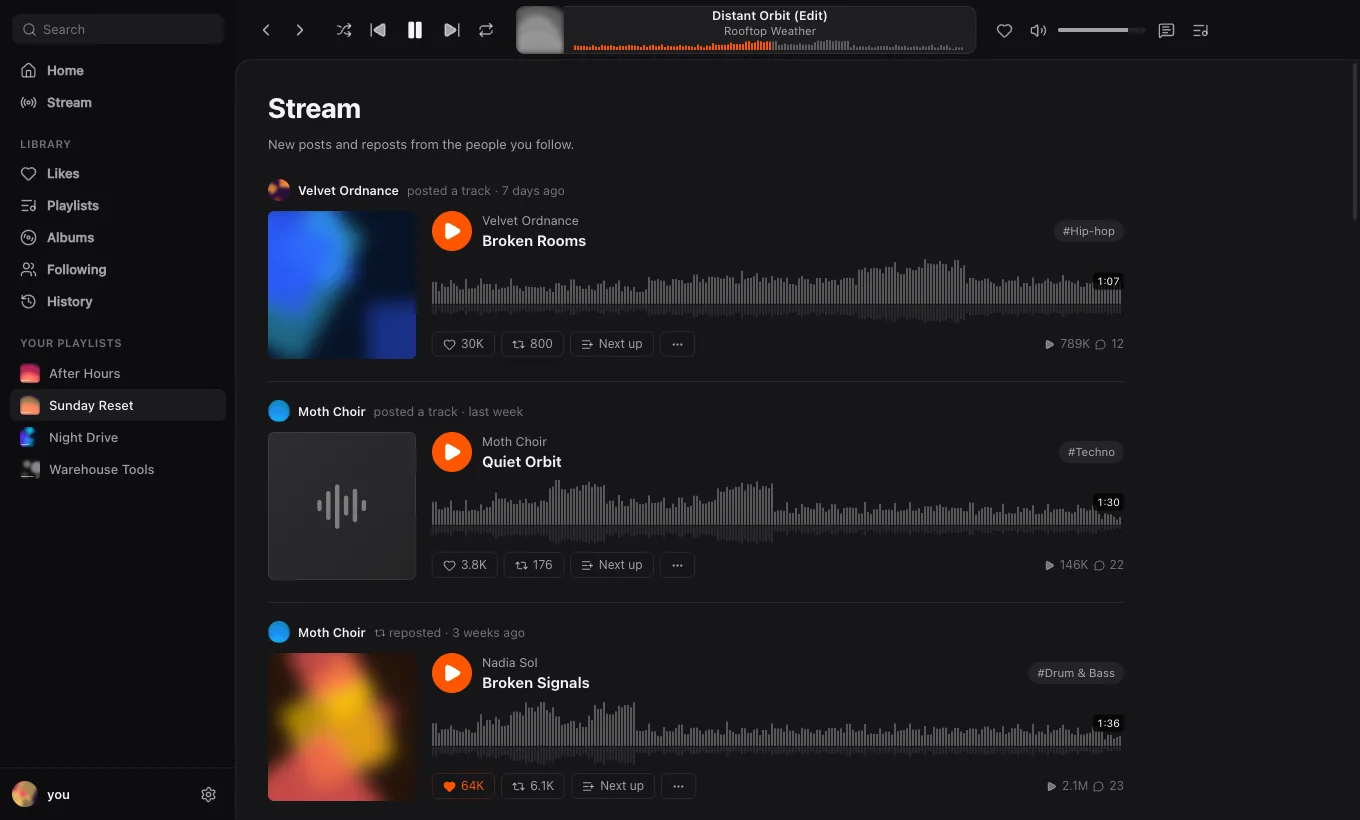 Search
Home
Stream
LIBRARY
Likes
Playlists
Albums
Following
History
YOUR PLAYLISTS
After Hours
Sunday Reset
Night Drive
Warehouse Tools
you
Distant Orbit (Edit)
Rooftop Weather
Stream
New posts and reposts from the people you follow.
Velvet Ordnance posted a track · 7 days ago
Velvet Ordnance
Broken Rooms
#Hip-hop
1:07
30K 800 Next up 789K 12
Moth Choir posted a track · last week
Moth Choir
Quiet Orbit
#Techno
1:30
3.8K 176 Next up 146K 22
Moth Choir reposted · 3 weeks ago
Nadia Sol
Broken Signals
#Drum & Bass
1:36
64K 6.1K Next up 2.1M 23